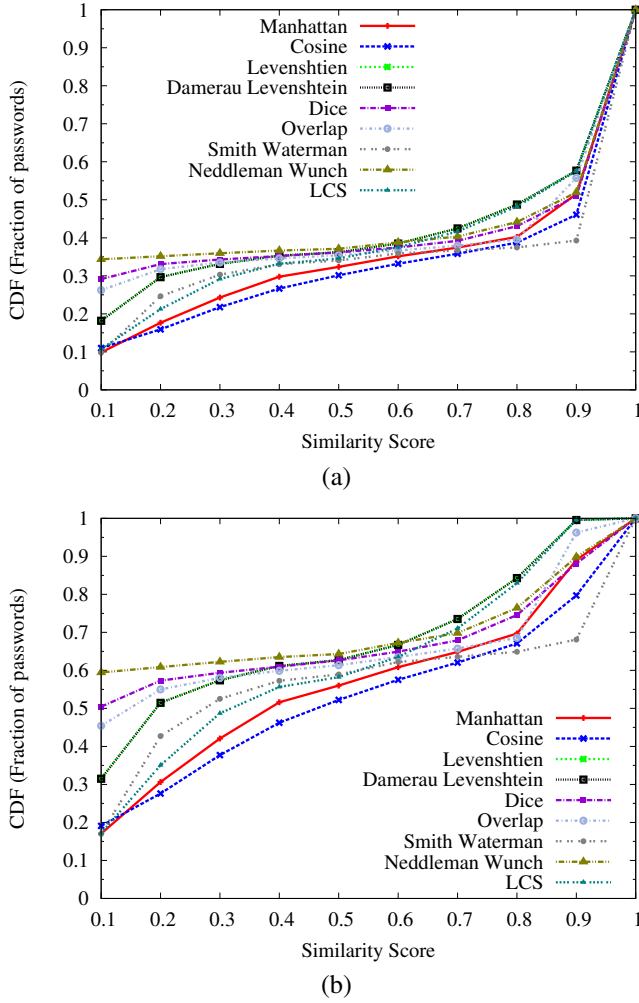 1
0.9
0.8
0.7
0.6
0.5
0.4
0.3
0.2
0.1
0
CDF (Fraction of passwords)
Manhattan
Cosine
Levenshtien
Damerau Levenshtein
Dice
Overlap
Smith Waterman
Neddleman Wunch
LCS
0.1 0.2 0.3 0.4 0.5 0.6 0.7 0.8 0.9 1
Similarity Score
(a)
1
0.9
0.8
0.7
0.6
0.5
0.4
0.3
0.2
0.1
0
CDF (Fraction of passwords)
Manhattan
Cosine
Levenshtien
Damerau Levenshtein
Dice
Overlap
Smith Waterman
Neddleman Wunch
LCS
0.1 0.2 0.3 0.4 0.5 0.6 0.7 0.8 0.9 1
Similarity Score
(b)